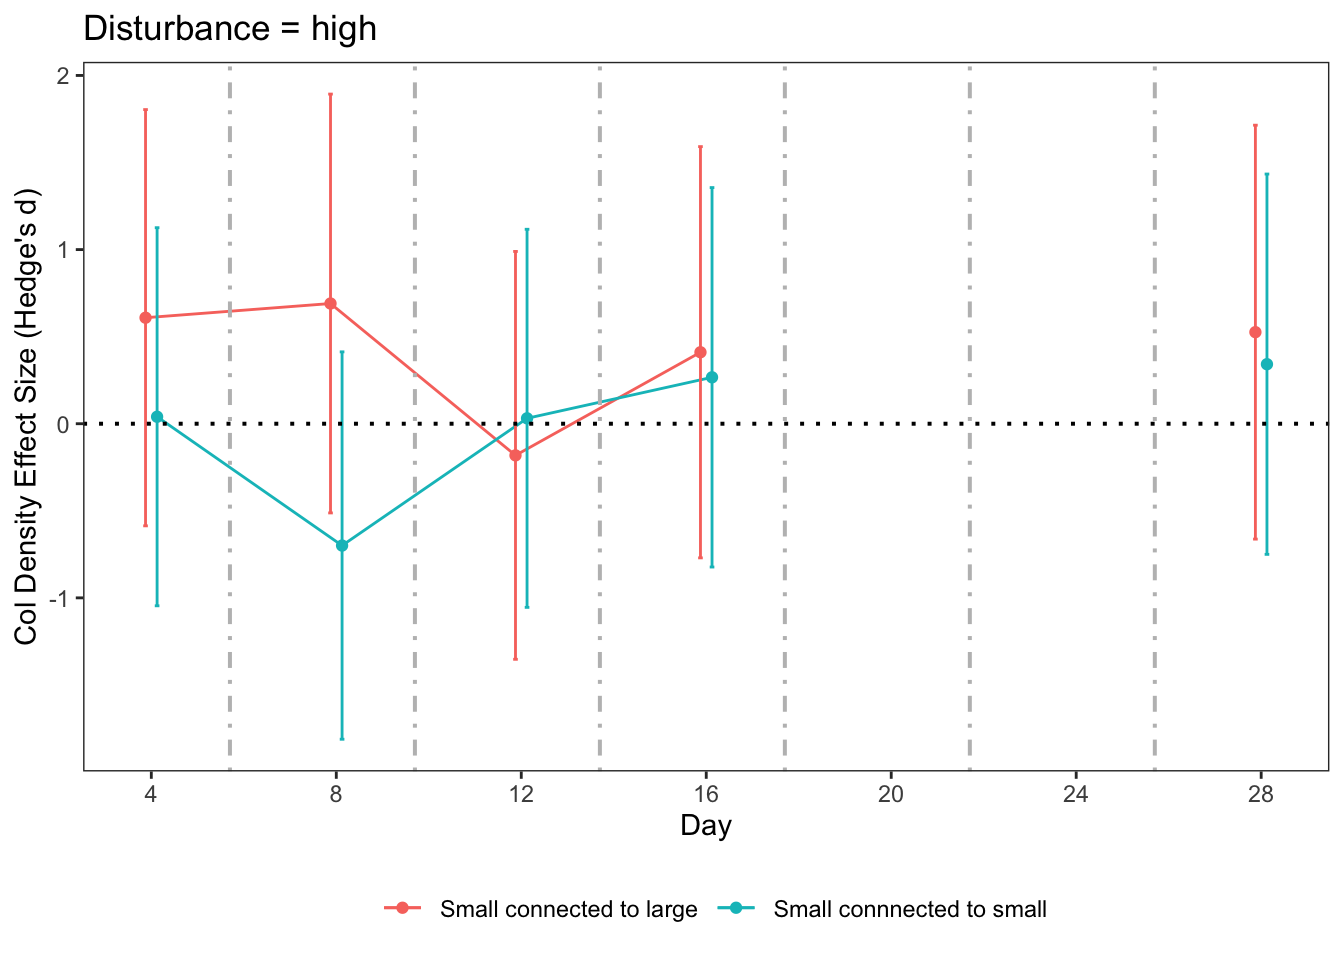 Disturbance = high
Col Density Effect Size (Hedge's d)
2
1
0
-1
4 8 12 16 20 24 28
Day
Small connected to large Small connnected to small